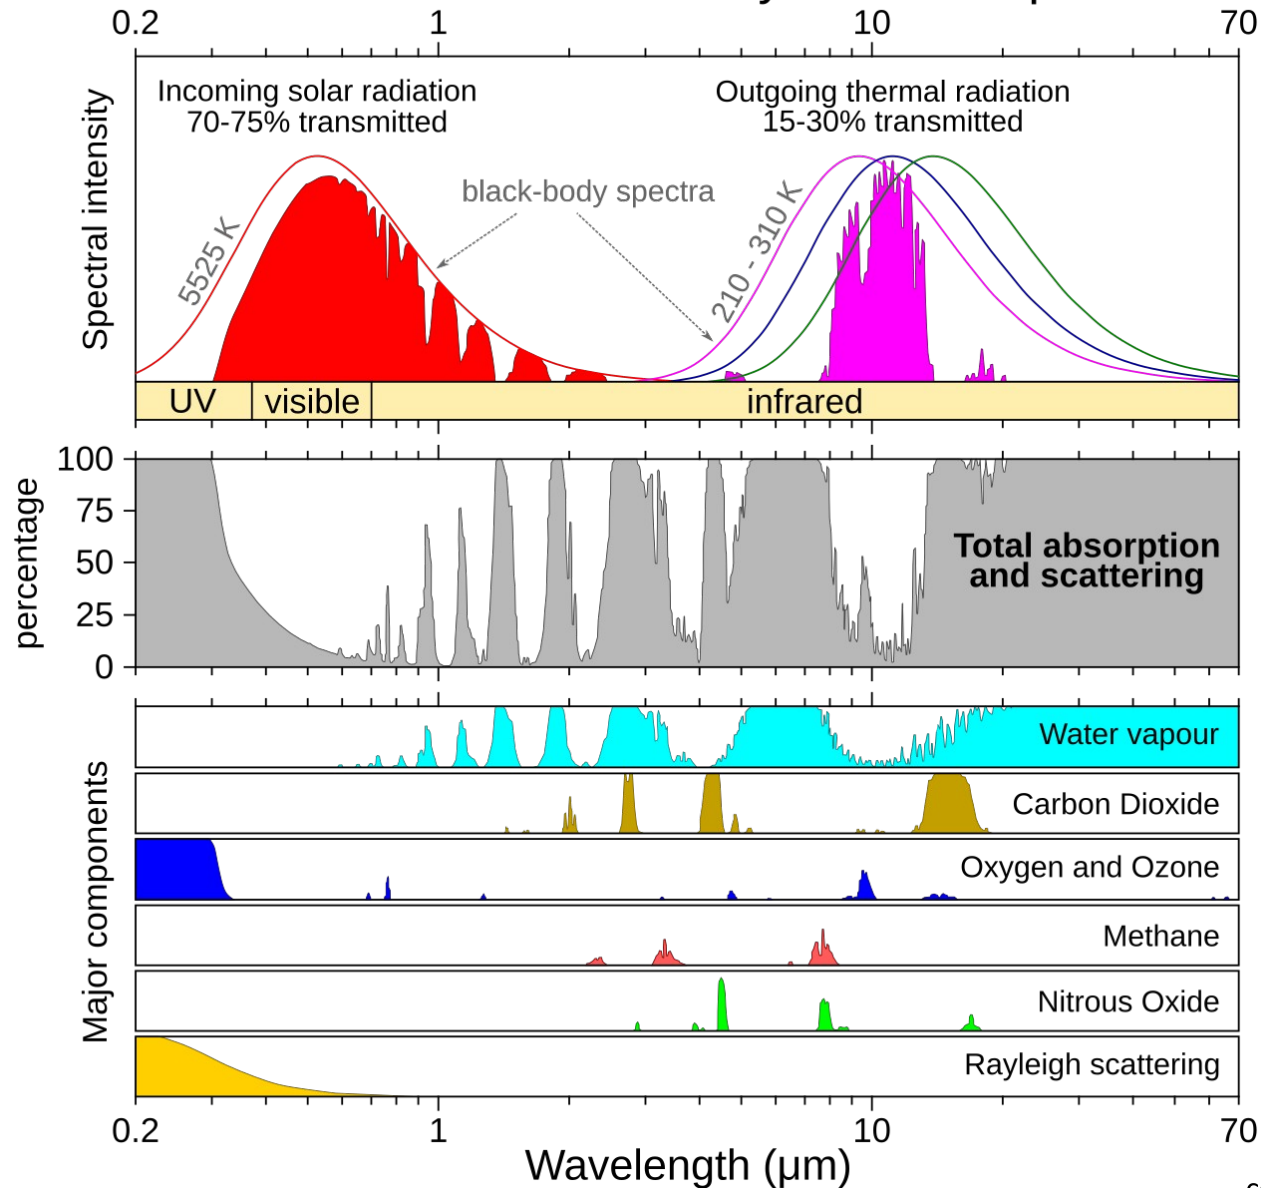 0.2 1 10 70
Incoming solar radiation
70-75% transmitted
Outgoing thermal radiation
15-30% transmitted
Spectral intensity
black-body spectra
5525 K
210 - 310 K
UV visible infrared
percentage
100
75
50
25
0
Total absorption
and scattering
Major components
Water vapour
Carbon Dioxide
Oxygen and Ozone
Methane
Nitrous Oxide
Rayleigh scattering
0.2 1 10 70
Wavelength (μm)